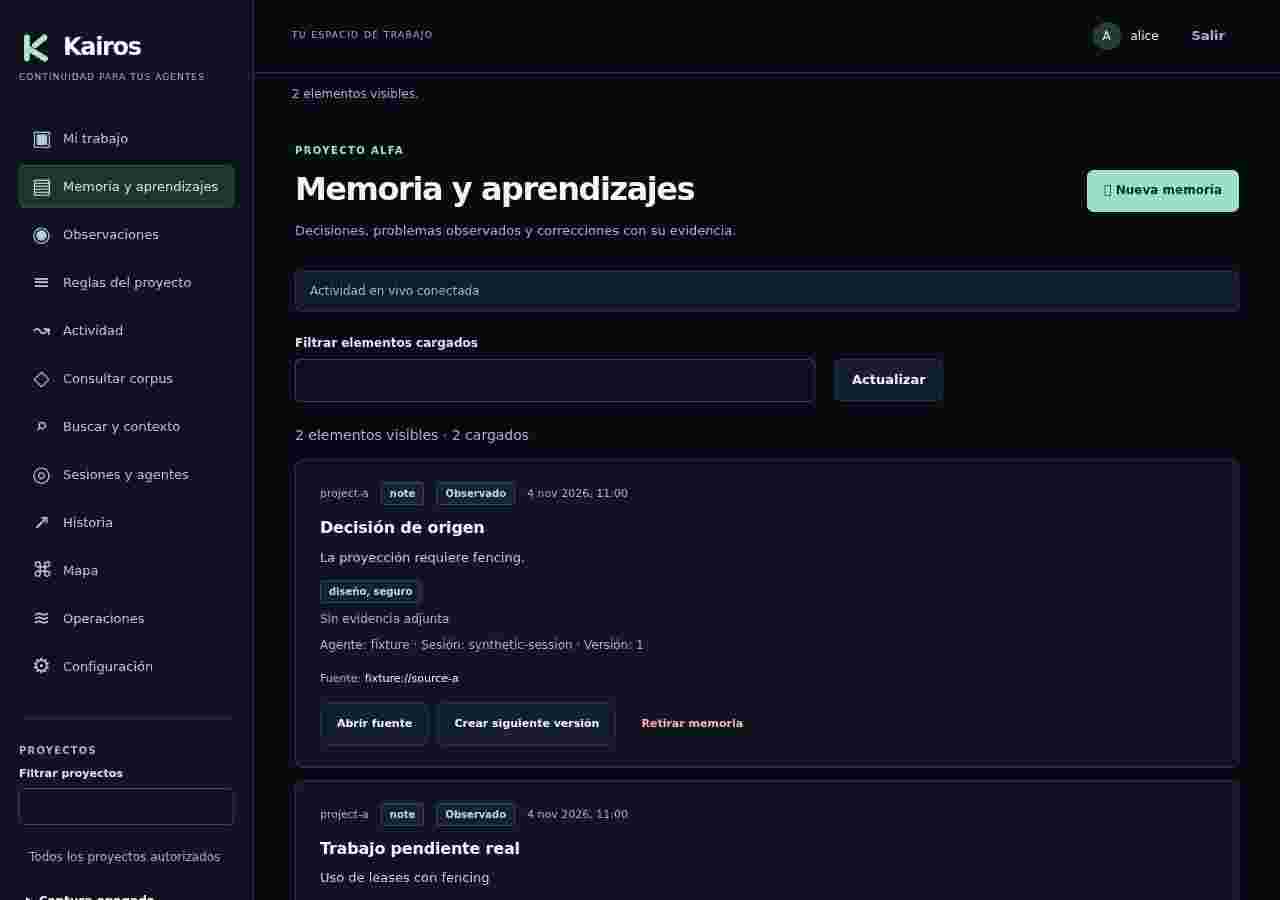 Kairos
CONTINUIDAD PARA TUS AGENTES
Mi trabajo
Memoria y aprendizajes
Observaciones
Reglas del proyecto
Actividad
Consultar corpus
Buscar y contexto
Sesiones y agentes
Historia
Mapa
Operaciones
Configuración
PROYECTOS
Filtrar proyectos
Todos los proyectos autorizados
TU ESPACIO DE TRABAJO
A alice
Salir
2 elementos visibles.
PROYECTO ALFA
Memoria y aprendizajes
Nueva memoria
Decisiones, problemas observados y correcciones con su evidencia.
Actividad en vivo conectada
Filtrar elementos cargados
Actualizar
2 elementos visibles · 2 cargados
project-a note Observado 4 nov 2026, 11:00
Decisión de origen
La proyección requiere fencing.
diseño, seguro
Sin evidencia adjunta
Agente: fixture · Sesión: synthetic-session · Versión: 1
Fuente: fixture://source-a
Abrir fuente Crear siguiente versión Retirar memoria
project-a note Observado 4 nov 2026, 11:00
Trabajo pendiente real
Uso de leases con fencing